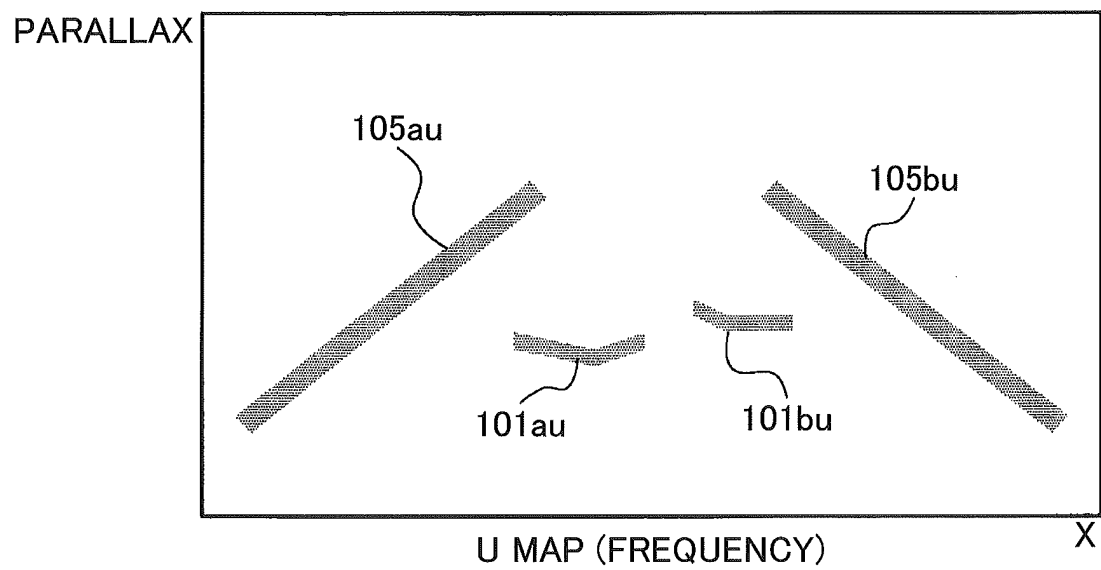 PARALLAX
105au
105bu
101au
101bu
X
U MAP (FREQUENCY)